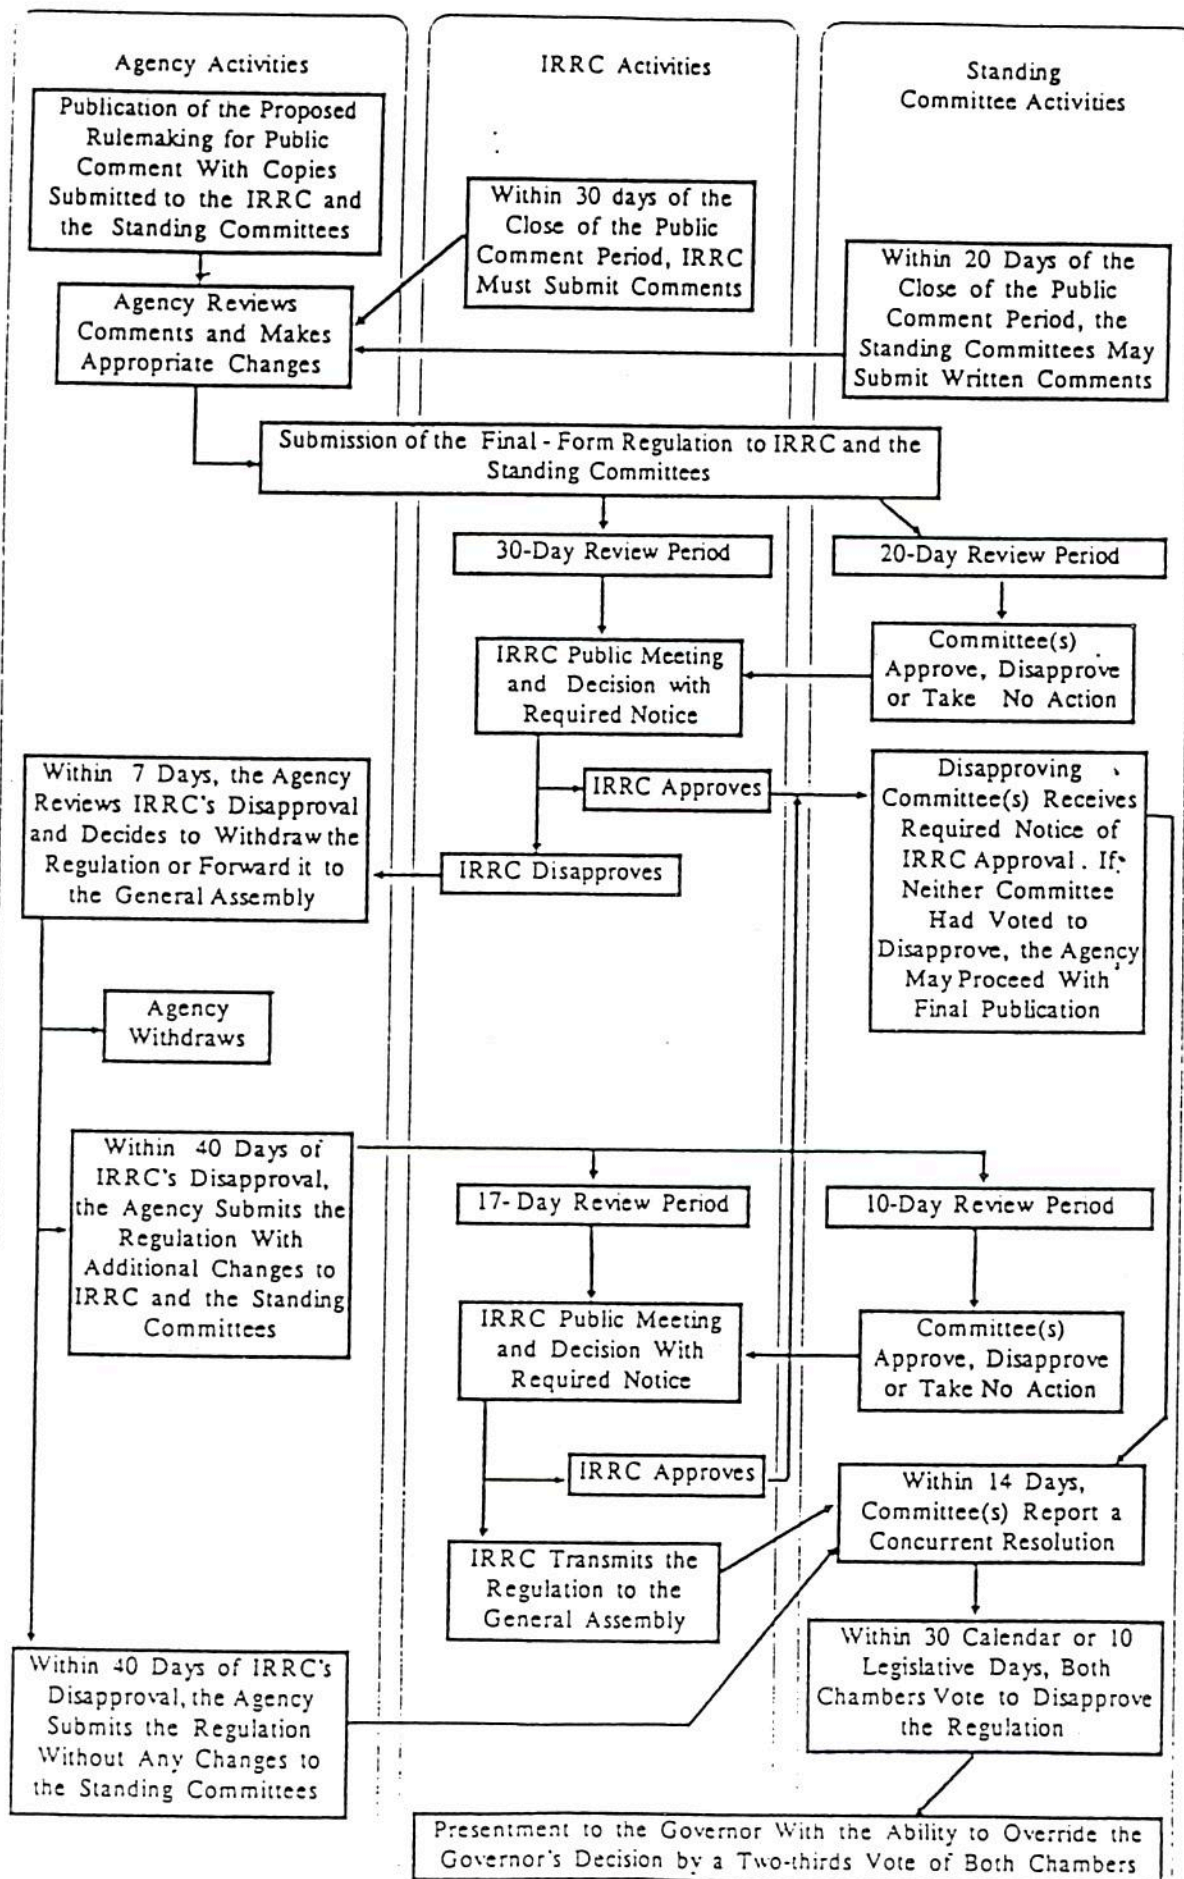 Agency Activities
Publication of the Proposed
Rulemaking for Public
Comment With Copies
Submitted to the IRRC and
the Standing Committees
IRRC Activities
Within 30 days of the
Close of the Public
Comment Period, IRRC
Must Submit Comments
Standing
Committee Activities
Within 20 Days of the
Close of the Public
Comment Period, the
Standing Committees May
Submit Written Comments
Agency Reviews
Comments and Makes
Appropriate Changes
Submission of the Final - Form Regulation to IRRC and the
Standing Committees
30-Day Review Period
20-Day Review Period
IRRC Public Meeting
and Decision with
Required Notice
Committee(s)
Approve, Disapprove
or Take No Action
Within 7 Days, the Agency
Reviews IRRC's Disapproval
and Decides to Withdraw the
Regulation or Forward it to
the General Assembly
IRRC Approves
IRRC Disapproves
Disapproving
Committee(s) Receives
Required Notice of
IRRC Approval. If
Neither Committee
Had Voted to
Disapprove, the Agency
May Proceed With
Final Publication
Agency
Withdraws
Within 40 Days of
IRRC's Disapproval,
the Agency Submits the
Regulation With
Additional Changes to
IRRC and the Standing
Committees
17- Day Review Period
10-Day Review Period
IRRC Public Meeting
and Decision With
Required Notice
Committee(s)
Approve, Disapprove
or Take No Action
IRRC Approves
IRRC Transmits the
Regulation to the
General Assembly
Within 14 Days,
Committee(s) Report a
Concurrent Resolution
Within 30 Calendar or 10
Legislative Days, Both
Chambers Vote to Disapprove
the Regulation
Within 40 Days of IRRC's
Disapproval, the Agency
Submits the Regulation
Without Any Changes to
the Standing Committees
Presentment to the Governor With the Ability to Override the
Governor's Decision by a Two-thirds Vote of Both Chambers